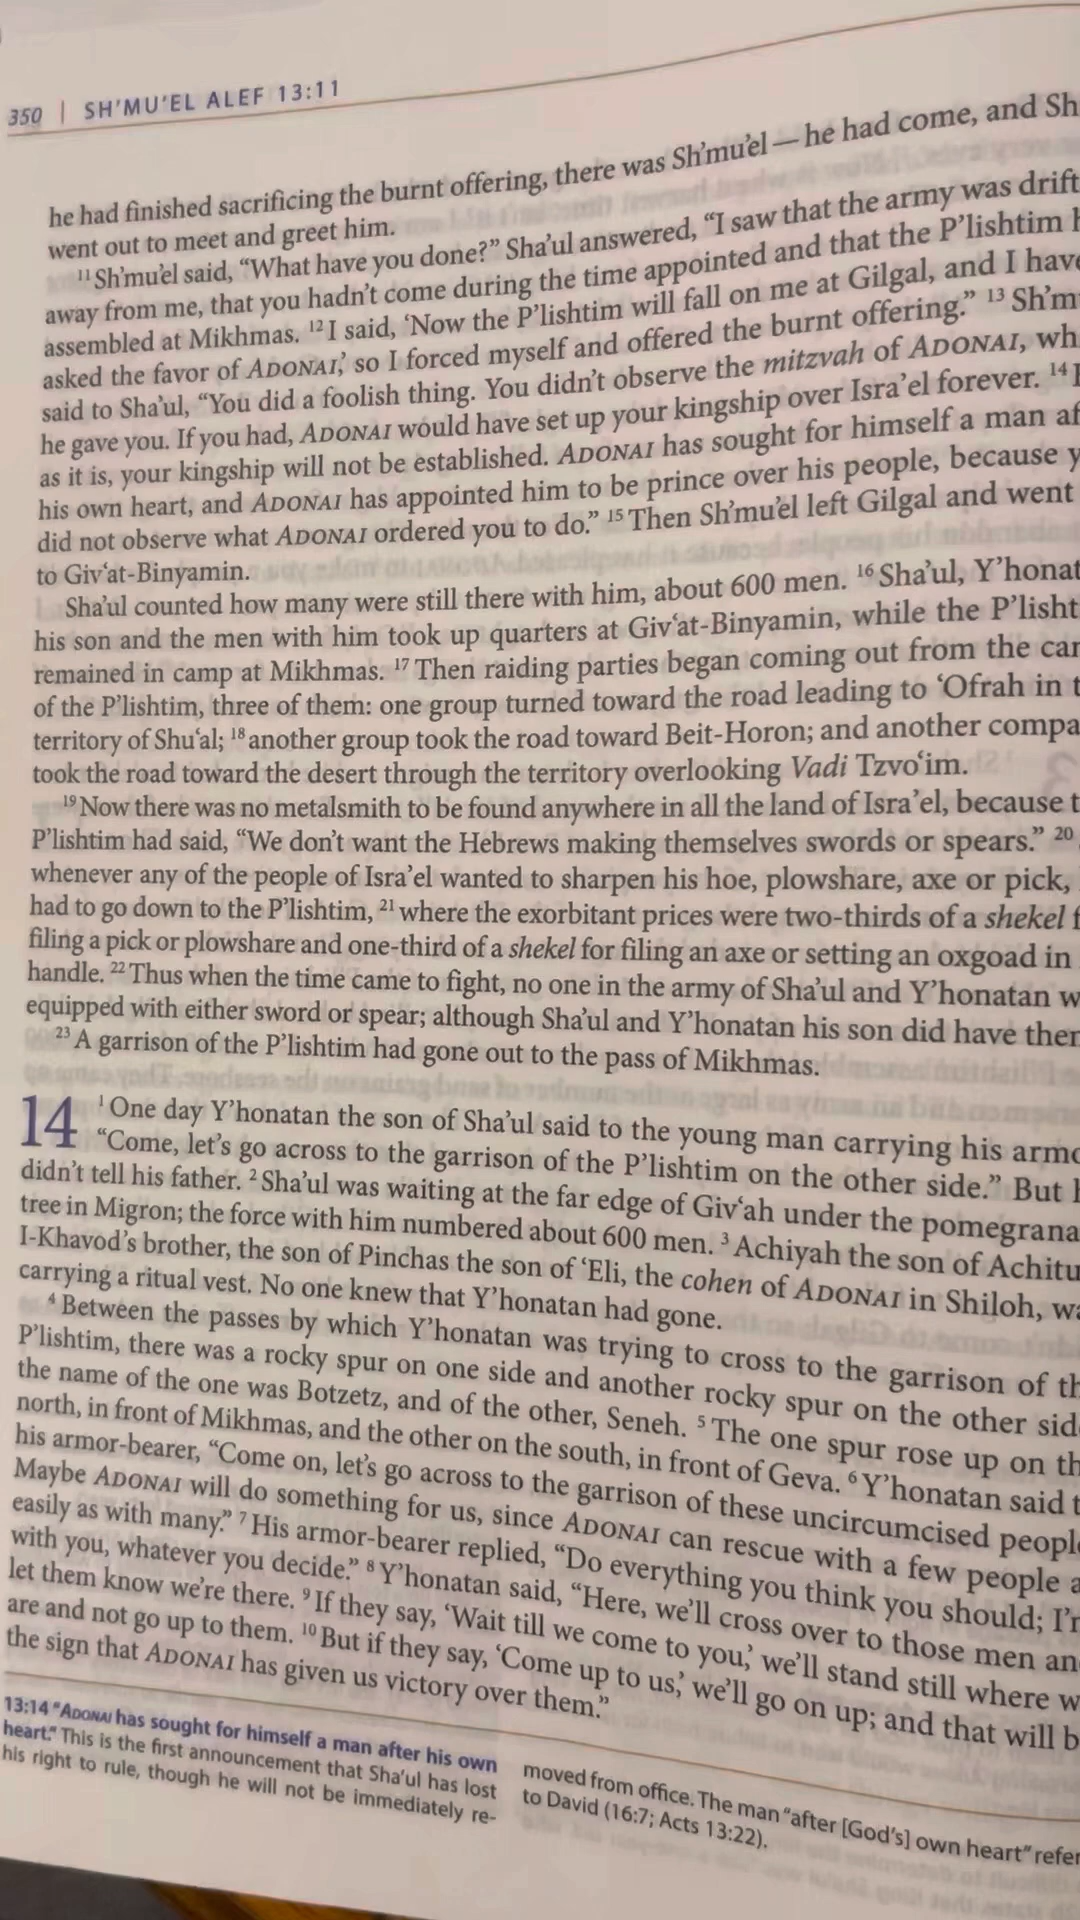 350 | SH'MU'EL ALEF 13:11
he had finished sacrificing the burnt offering, there was Sh'mu'el — he had come, and Sh
went out to meet and greet him.
11 Sh'mu'el said, “What have you done?” Sha'ul answered, “I saw that the army was drift
away from me, that you hadn't come during the time appointed and that the P'lishtim h
assembled at Mikhmas. 12 I said, ‘Now the P'lishtim will fall on me at Gilgal, and I have
asked the favor of ADONAI,’ so I forced myself and offered the burnt offering.” 13 Sh'm
said to Sha'ul, “You did a foolish thing. You didn't observe the mitzvah of ADONAI, wh
he gave you. If you had, ADONAI would have set up your kingship over Isra'el forever. 14
as it is, your kingship will not be established. ADONAI has sought for himself a man af
his own heart, and ADONAI has appointed him to be prince over his people, because y
did not observe what ADONAI ordered you to do.” 15 Then Sh'mu'el left Gilgal and went
to Giv‘at-Binyamin.
Sha'ul counted how many were still there with him, about 600 men. 16 Sha'ul, Y'honat
his son and the men with him took up quarters at Giv‘at-Binyamin, while the P'lisht
remained in camp at Mikhmas. 17 Then raiding parties began coming out from the cam
of the P'lishtim, three of them: one group turned toward the road leading to ‘Ofrah in t
territory of Shu‘al; 18 another group took the road toward Beit-Horon; and another compa
took the road toward the desert through the territory overlooking Vadi Tzvo‘im.
19 Now there was no metalsmith to be found anywhere in all the land of Isra'el, because t
P'lishtim had said, “We don't want the Hebrews making themselves swords or spears.” 20
whenever any of the people of Isra'el wanted to sharpen his hoe, plowshare, axe or pick,
had to go down to the P'lishtim, 21 where the exorbitant prices were two-thirds of a shekel f
filing a pick or plowshare and one-third of a shekel for filing an axe or setting an oxgoad in
handle. 22 Thus when the time came to fight, no one in the army of Sha'ul and Y'honatan w
equipped with either sword or spear; although Sha'ul and Y'honatan his son did have them
23 A garrison of the P'lishtim had gone out to the pass of Mikhmas.
14 1 One day Y'honatan the son of Sha'ul said to the young man carrying his armo
“Come, let's go across to the garrison of the P'lishtim on the other side.” But h
didn't tell his father. 2 Sha'ul was waiting at the far edge of Giv‘ah under the pomegrana
tree in Migron; the force with him numbered about 600 men. 3 Achiyah the son of Achitu
I-Khavod's brother, the son of Pinchas the son of ‘Eli, the cohen of ADONAI in Shiloh, wa
carrying a ritual vest. No one knew that Y'honatan had gone.
4 Between the passes by which Y'honatan was trying to cross to the garrison of th
P'lishtim, there was a rocky spur on one side and another rocky spur on the other sid
the name of the one was Botzetz, and of the other, Seneh. 5 The one spur rose up on th
north, in front of Mikhmas, and the other on the south, in front of Geva. 6 Y'honatan said t
his armor-bearer, “Come on, let's go across to the garrison of these uncircumcised people
Maybe ADONAI will do something for us, since ADONAI can rescue with a few people a
easily as with many.” 7 His armor-bearer replied, “Do everything you think you should; I'm
with you, whatever you decide.” 8 Y'honatan said, “Here, we'll cross over to those men an
let them know we're there. 9 If they say, ‘Wait till we come to you,’ we'll stand still where w
are and not go up to them. 10 But if they say, ‘Come up to us,’ we'll go on up; and that will b
the sign that ADONAI has given us victory over them.”
13:14 “ADONAI has sought for himself a man after his own
heart.” This is the first announcement that Sha'ul has lost
his right to rule, though he will not be immediately re-
moved from office. The man “after [God's] own heart” refer
to David (16:7; Acts 13:22).